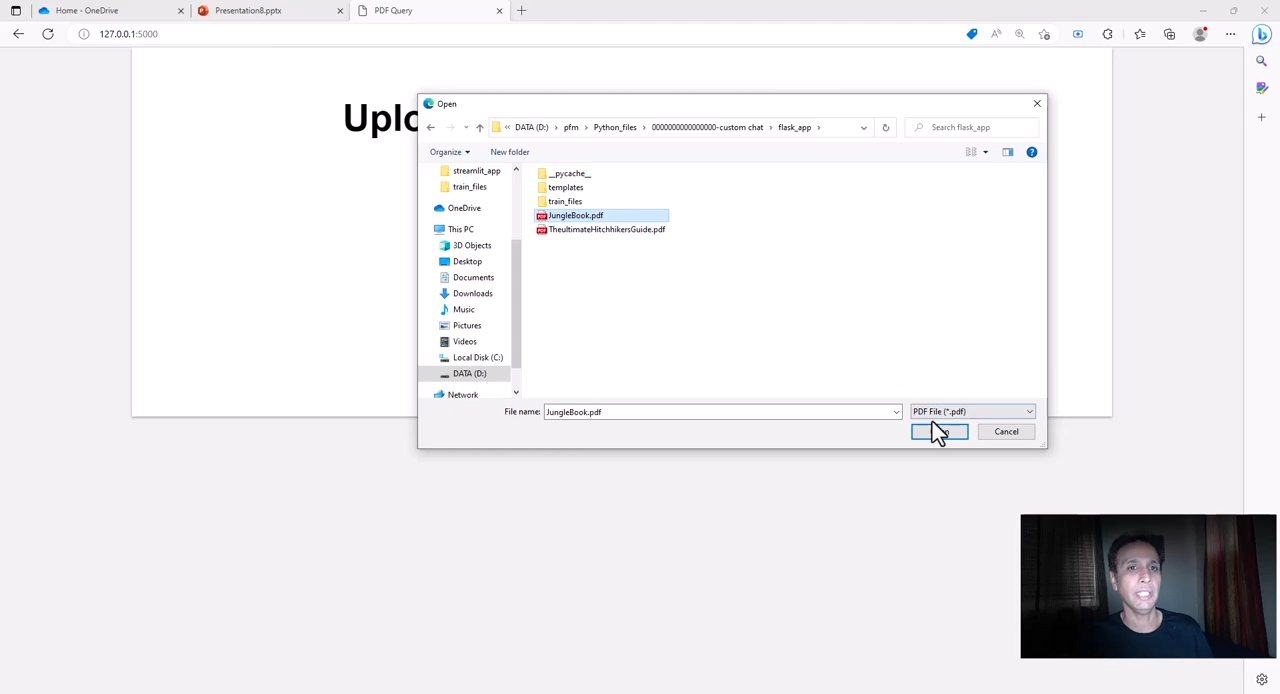 Home - OneDrive
Presentation8.pptx
PDF Query
127.0.0.1:5000
Open
« DATA (D:) › pfm › Python_files › 0000000000000000-custom chat › flask_app ›
Search flask_app
Organize
New folder
streamlit_app
train_files
OneDrive
This PC
3D Objects
Desktop
Documents
Downloads
Music
Pictures
Videos
Local Disk (C:)
DATA (D:)
Network
__pycache__
templates
train_files
JungleBook.pdf
TheultimateHitchhikersGuide.pdf
File name:
JungleBook.pdf
PDF File (*.pdf)
Cancel